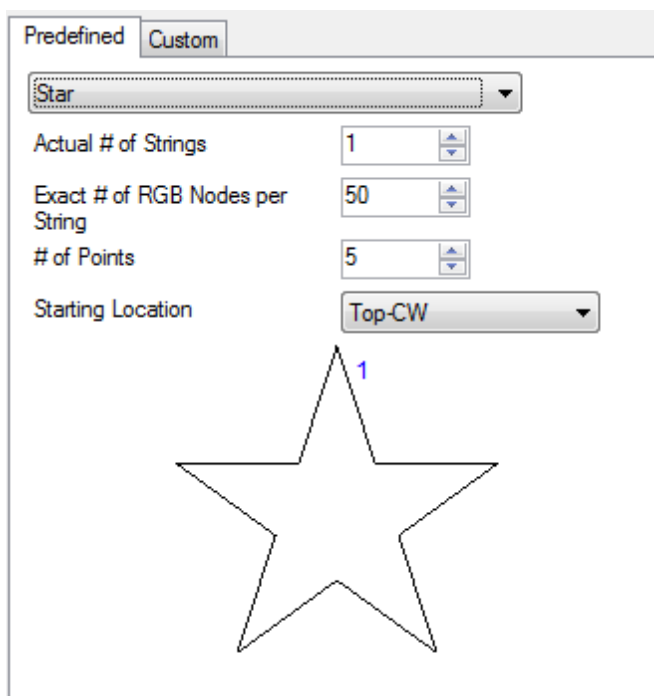 Predefined
Custom
Star
Actual # of Strings 1
Exact # of RGB Nodes per 50
String
# of Points 5
Starting Location Top-CW
1